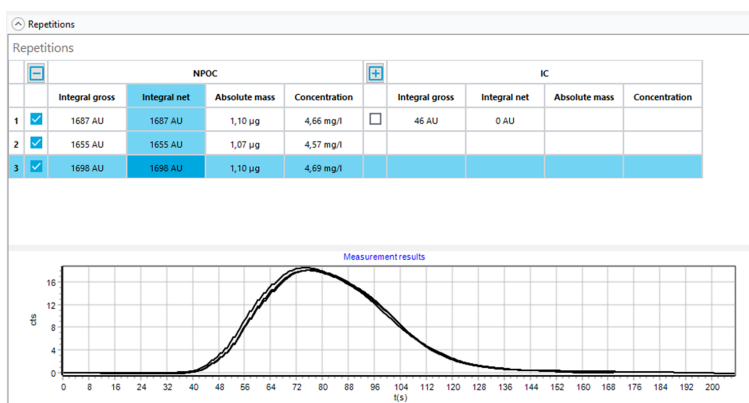 Repetitions
Repetitions
NPOC IC
Integral gross Integral net Absolute mass Concentration Integral gross Integral net Absolute mass Concentration
1 1687 AU 1687 AU 1,10 µg 4,66 mg/l 46 AU 0 AU
2 1655 AU 1655 AU 1,07 µg 4,57 mg/l
3 1698 AU 1698 AU 1,10 µg 4,69 mg/l
Measurement results
16
12
cts
8
4
0
0 8 16 24 32 40 48 56 64 72 80 88 96 104 112 120 128 136 144 152 160 168 176 184 192 200
t(s)